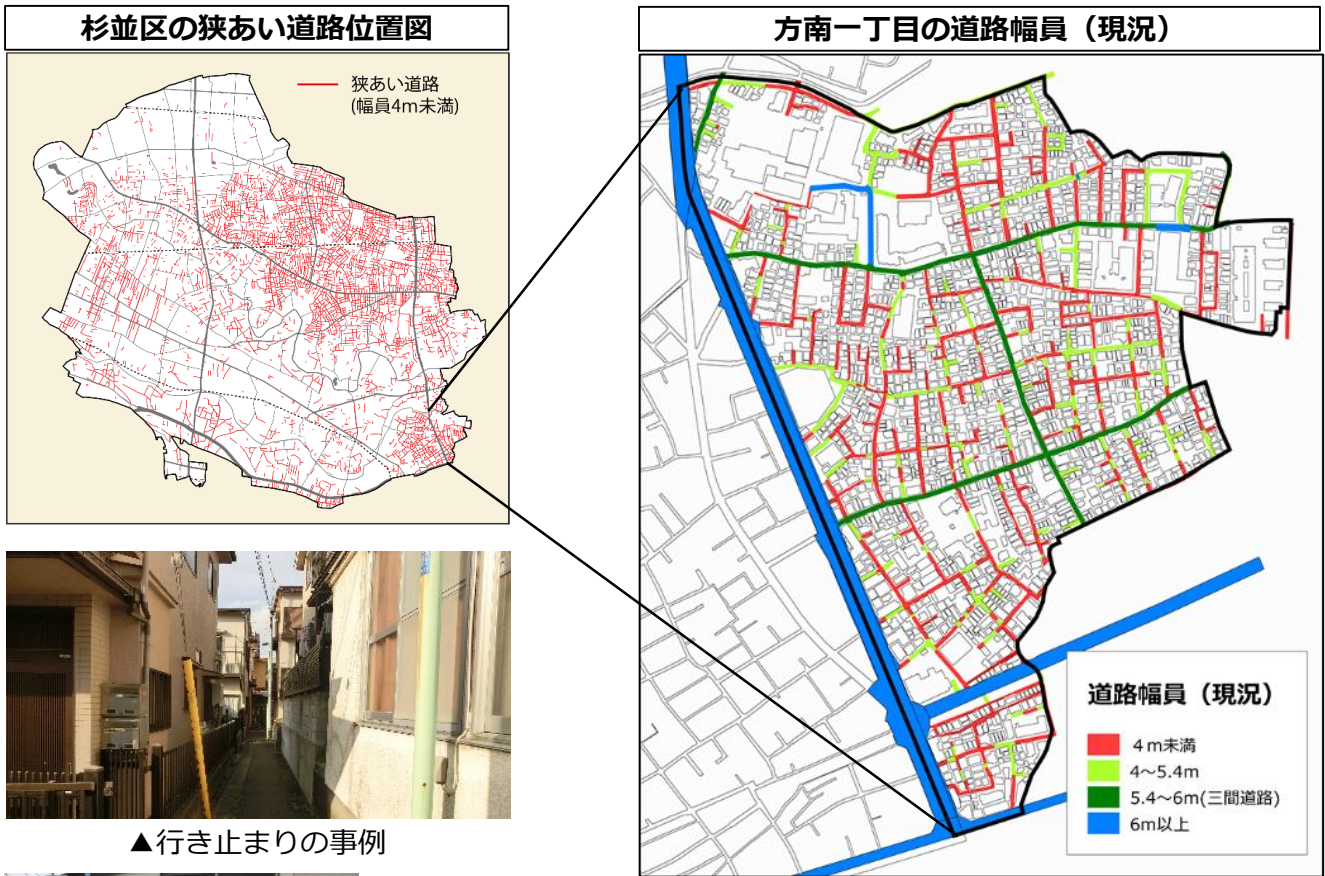 杉並区の狭あい道路位置図
狭あい道路
(幅員4m未満)
▲行き止まりの事例
方南一丁目の道路幅員（現況）
道路幅員（現況）
4ｍ未満
4～5.4m
5.4～6m(三間道路)
6m以上